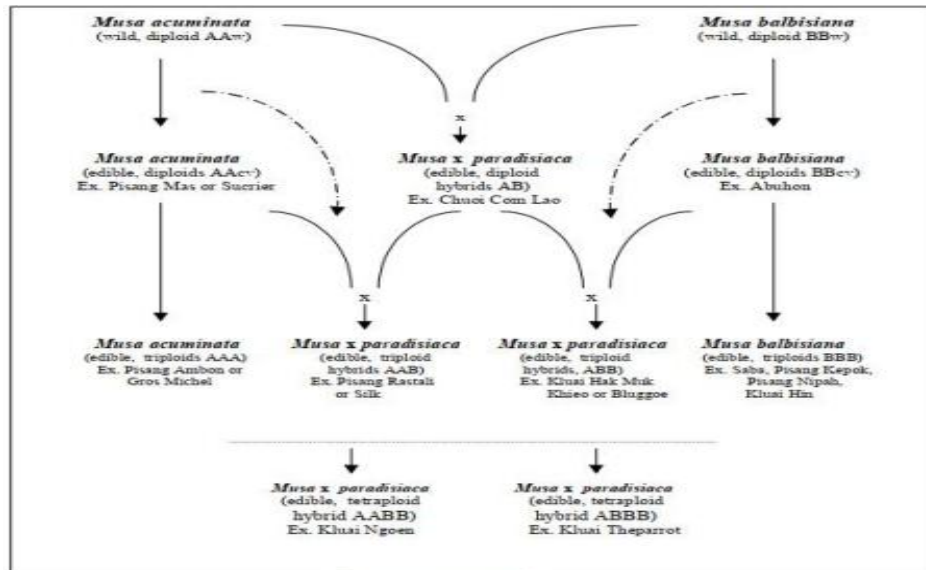 Musa acuminata
(wild, diploid AAw)
Musa balbisiana
(wild, diploid BBw)
x
Musa acuminata
(edible, diploids AAcv)
Ex. Pisang Mas or Sucrier
Musa x paradisiaca
(edible, diploid
hybrids AB)
Ex. Chuoi Com Lao
Musa balbisiana
(edible, diploids BBcv)
Ex. Abuhon
x
x
Musa acuminata
(edible, triploids AAA)
Ex. Pisang Ambon or
Gros Michel
Musa x paradisiaca
(edible, triploid
hybrids AAB)
Ex. Pisang Rastali
or Silk
Musa x paradisiaca
(edible, triploid
hybrids, ABB)
Ex. Kluai Hak Muk
Khieo or Bluggoe
Musa balbisiana
(edible, triploids BBB)
Ex. Saba, Pisang Kepok,
Pisang Nipah,
Kluai Hin
Musa x paradisiaca
(edible, tetraploid
hybrid AABB)
Ex. Kluai Ngoen
Musa x paradisiaca
(edible, tetraploid
hybrid ABBB)
Ex. Kluai Theparrot